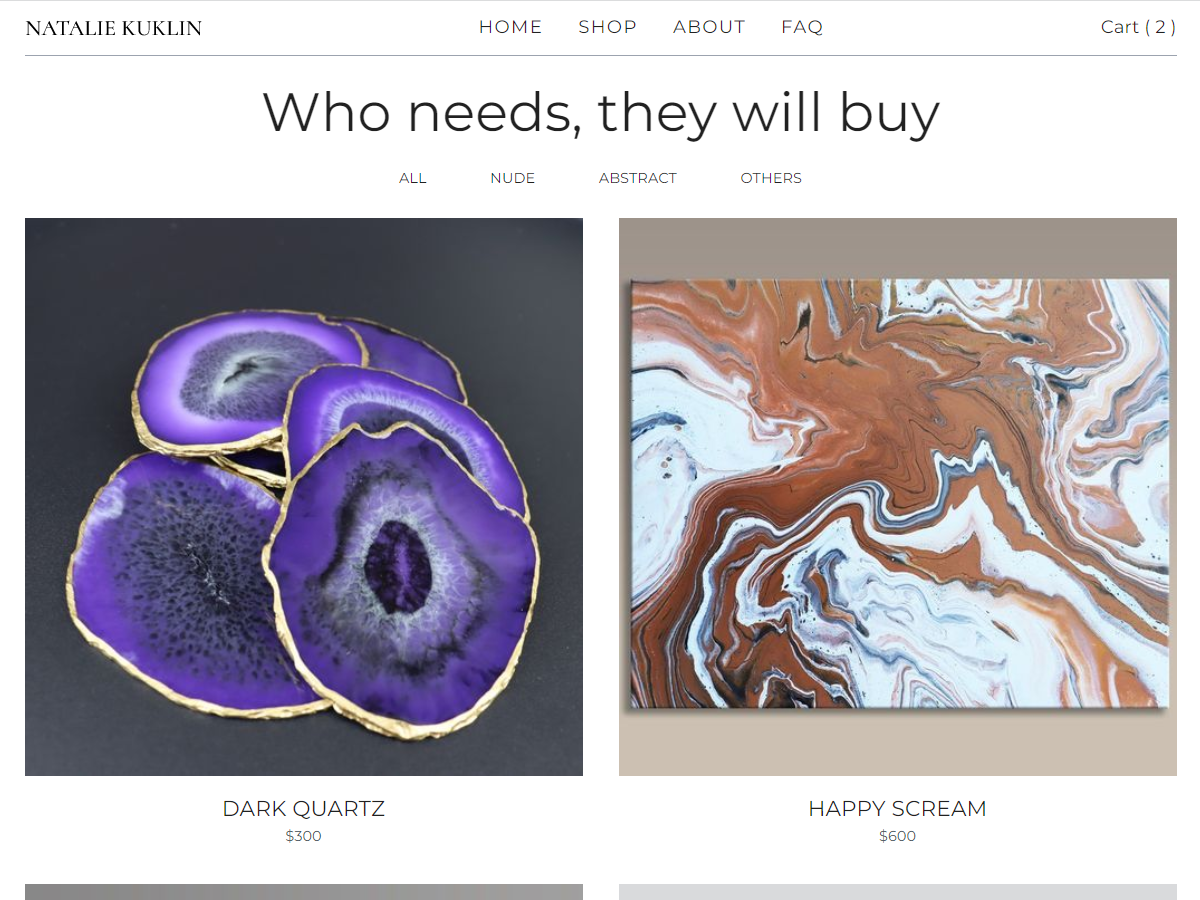 NATALIE KUKLIN HOME SHOP ABOUT FAQ Cart ( 2 )
Who needs, they will buy
ALL NUDE ABSTRACT OTHERS
DARK QUARTZ HAPPY SCREAM
$300 $600